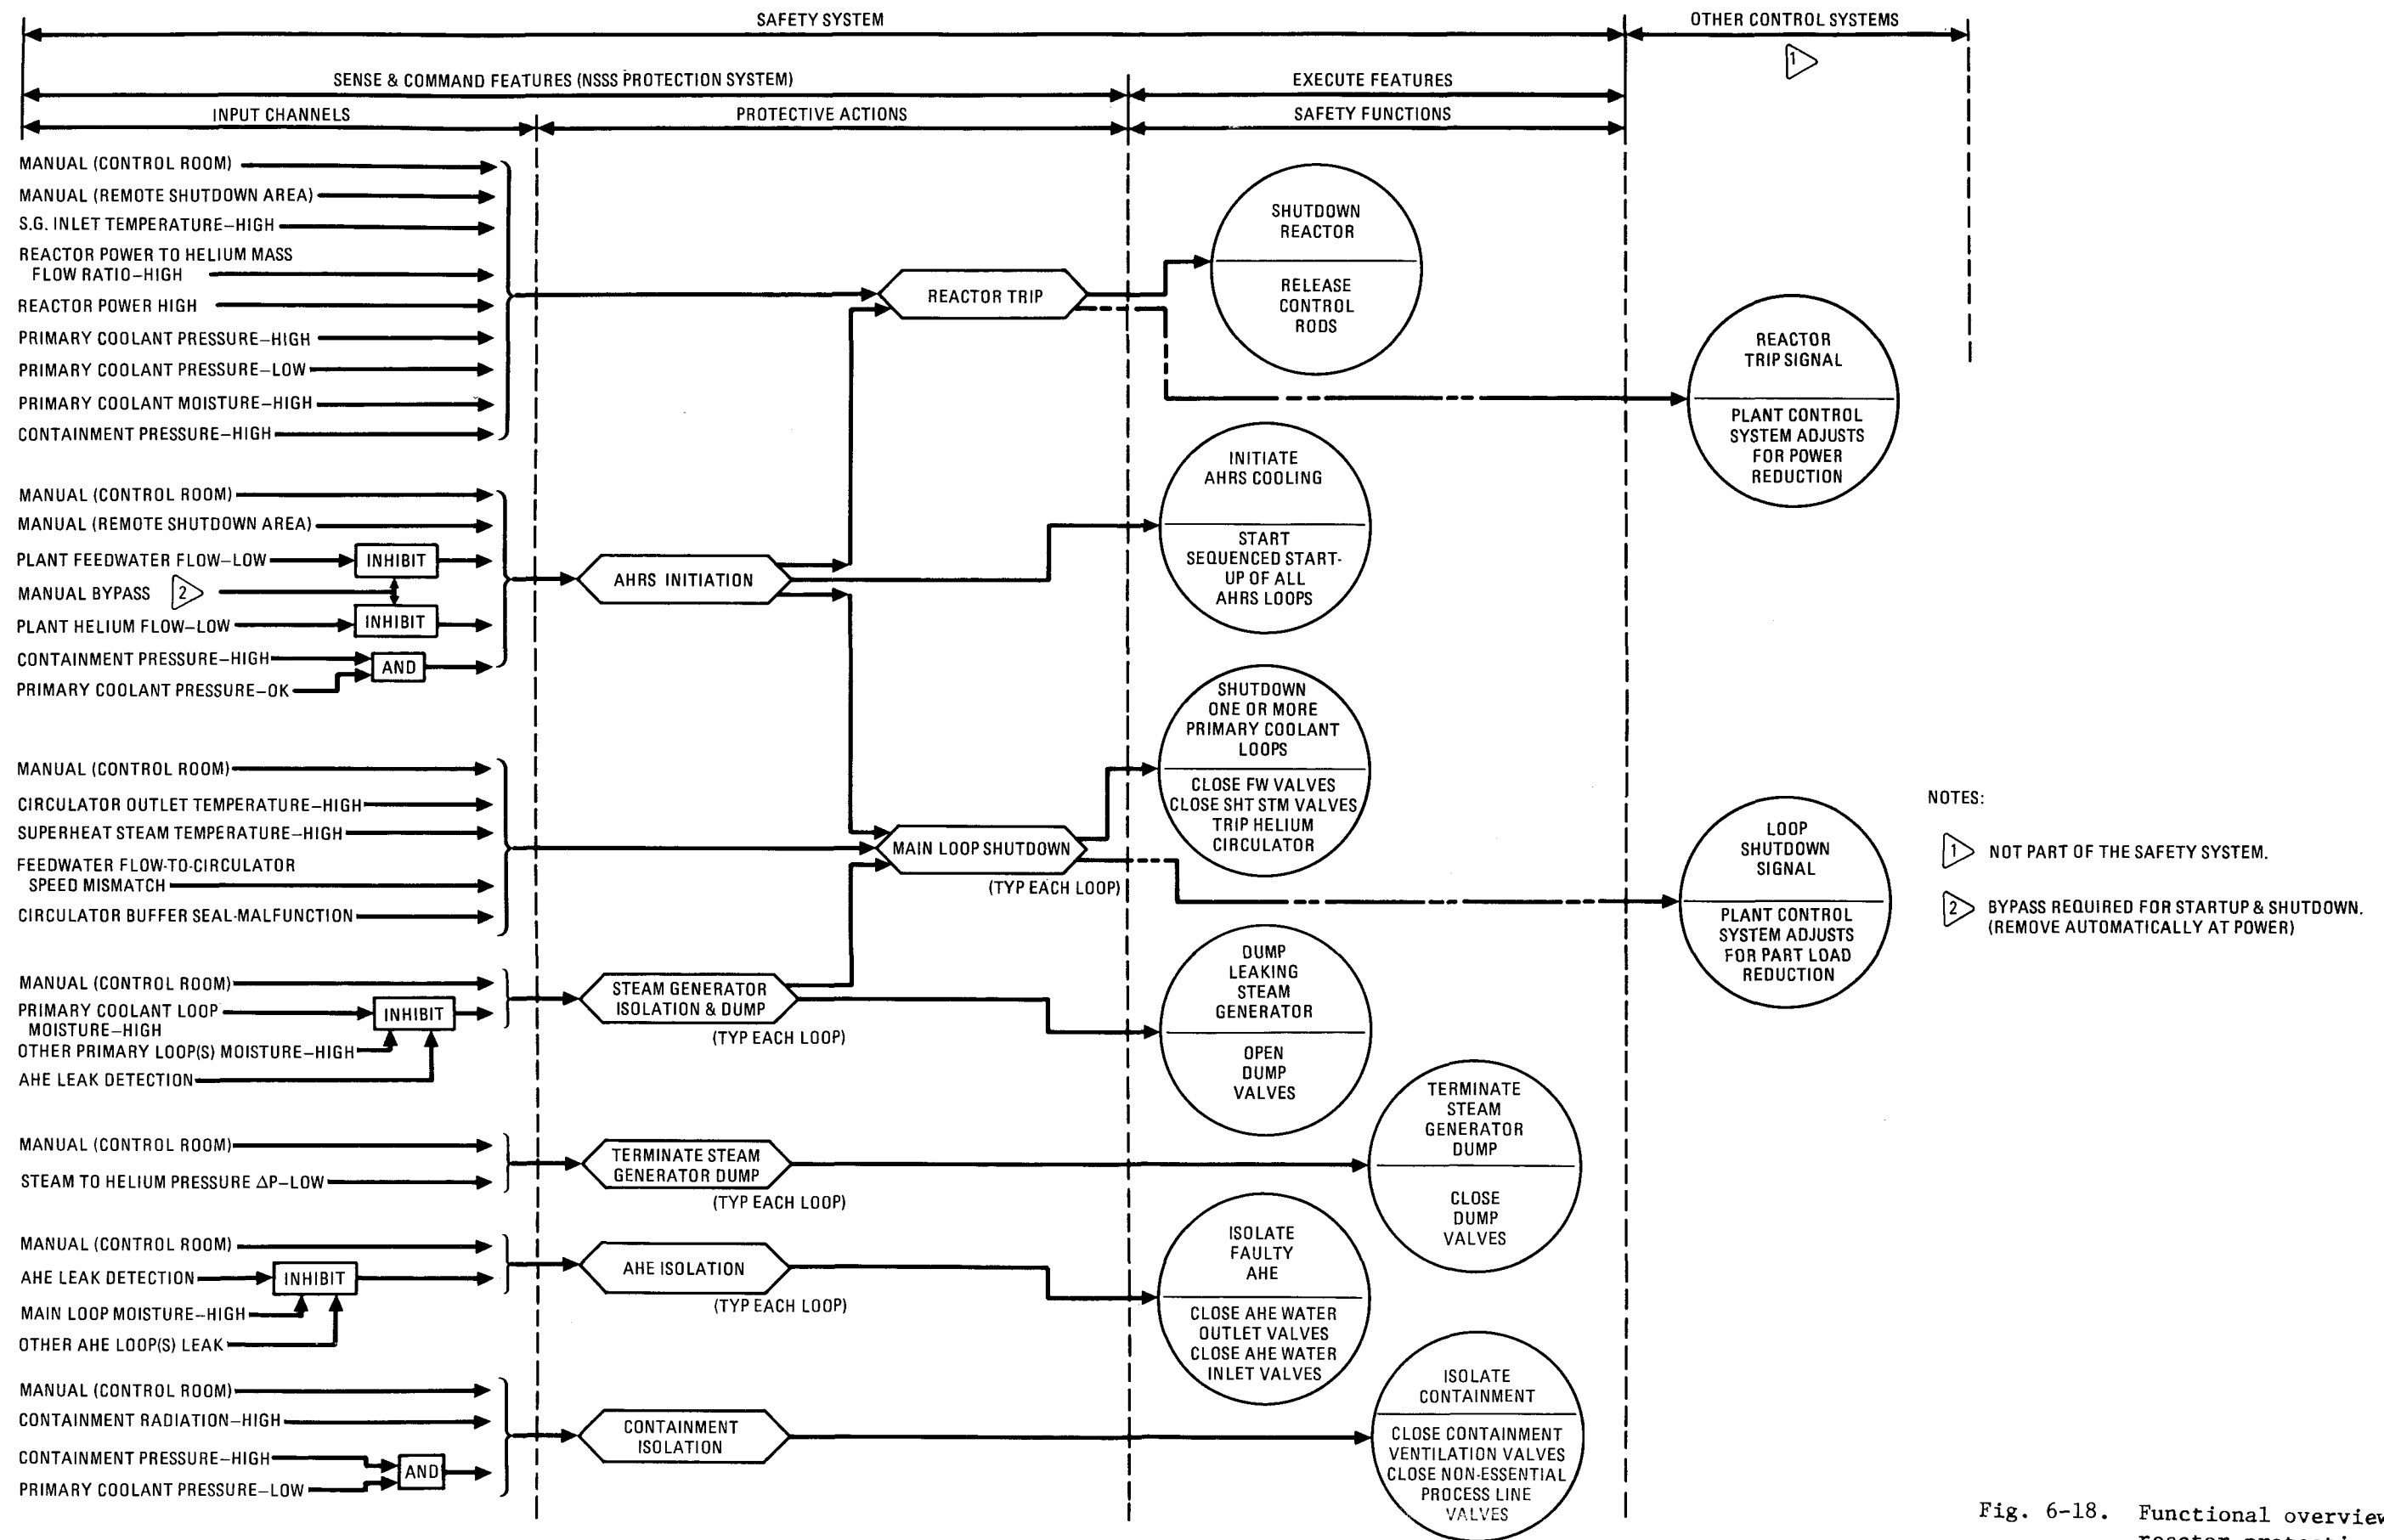 SAFETY SYSTEM
OTHER CONTROL SYSTEMS
1
SENSE & COMMAND FEATURES (NSSS PROTECTION SYSTEM)
EXECUTE FEATURES
INPUT CHANNELS
PROTECTIVE ACTIONS
SAFETY FUNCTIONS
MANUAL (CONTROL ROOM)
MANUAL (REMOTE SHUTDOWN AREA)
S.G. INLET TEMPERATURE–HIGH
REACTOR POWER TO HELIUM MASS
FLOW RATIO–HIGH
REACTOR POWER HIGH
PRIMARY COOLANT PRESSURE–HIGH
PRIMARY COOLANT PRESSURE–LOW
PRIMARY COOLANT MOISTURE–HIGH
CONTAINMENT PRESSURE–HIGH
REACTOR TRIP
SHUTDOWN
REACTOR
RELEASE
CONTROL
RODS
REACTOR
TRIP SIGNAL
PLANT CONTROL
SYSTEM ADJUSTS
FOR POWER
REDUCTION
MANUAL (CONTROL ROOM)
MANUAL (REMOTE SHUTDOWN AREA)
PLANT FEEDWATER FLOW–LOW
INHIBIT
MANUAL BYPASS
2
PLANT HELIUM FLOW–LOW
INHIBIT
CONTAINMENT PRESSURE–HIGH
AND
PRIMARY COOLANT PRESSURE–OK
AHRS INITIATION
INITIATE
AHRS COOLING
START
SEQUENCED START-
UP OF ALL
AHRS LOOPS
MANUAL (CONTROL ROOM)
CIRCULATOR OUTLET TEMPERATURE–HIGH
SUPERHEAT STEAM TEMPERATURE–HIGH
FEEDWATER FLOW-TO-CIRCULATOR
SPEED MISMATCH
CIRCULATOR BUFFER SEAL-MALFUNCTION
MAIN LOOP SHUTDOWN
(TYP EACH LOOP)
SHUTDOWN
ONE OR MORE
PRIMARY COOLANT
LOOPS
CLOSE FW VALVES
CLOSE SHT STM VALVES
TRIP HELIUM
CIRCULATOR
LOOP
SHUTDOWN
SIGNAL
PLANT CONTROL
SYSTEM ADJUSTS
FOR PART LOAD
REDUCTION
NOTES:
1 NOT PART OF THE SAFETY SYSTEM.
2 BYPASS REQUIRED FOR STARTUP & SHUTDOWN.
(REMOVE AUTOMATICALLY AT POWER)
MANUAL (CONTROL ROOM)
PRIMARY COOLANT LOOP
MOISTURE–HIGH
INHIBIT
OTHER PRIMARY LOOP(S) MOISTURE–HIGH
AHE LEAK DETECTION
STEAM GENERATOR
ISOLATION & DUMP
(TYP EACH LOOP)
DUMP
LEAKING
STEAM
GENERATOR
OPEN
DUMP
VALVES
MANUAL (CONTROL ROOM)
STEAM TO HELIUM PRESSURE ΔP–LOW
TERMINATE STEAM
GENERATOR DUMP
(TYP EACH LOOP)
TERMINATE
STEAM
GENERATOR
DUMP
CLOSE
DUMP
VALVES
MANUAL (CONTROL ROOM)
AHE LEAK DETECTION
INHIBIT
MAIN LOOP MOISTURE–HIGH
OTHER AHE LOOP(S) LEAK
AHE ISOLATION
(TYP EACH LOOP)
ISOLATE
FAULTY
AHE
CLOSE AHE WATER
OUTLET VALVES
CLOSE AHE WATER
INLET VALVES
MANUAL (CONTROL ROOM)
CONTAINMENT RADIATION–HIGH
CONTAINMENT PRESSURE–HIGH
AND
PRIMARY COOLANT PRESSURE–LOW
CONTAINMENT
ISOLATION
ISOLATE
CONTAINMENT
CLOSE CONTAINMENT
VENTILATION VALVES
CLOSE NON-ESSENTIAL
PROCESS LINE
VALVES
Fig. 6-18. Functional overview